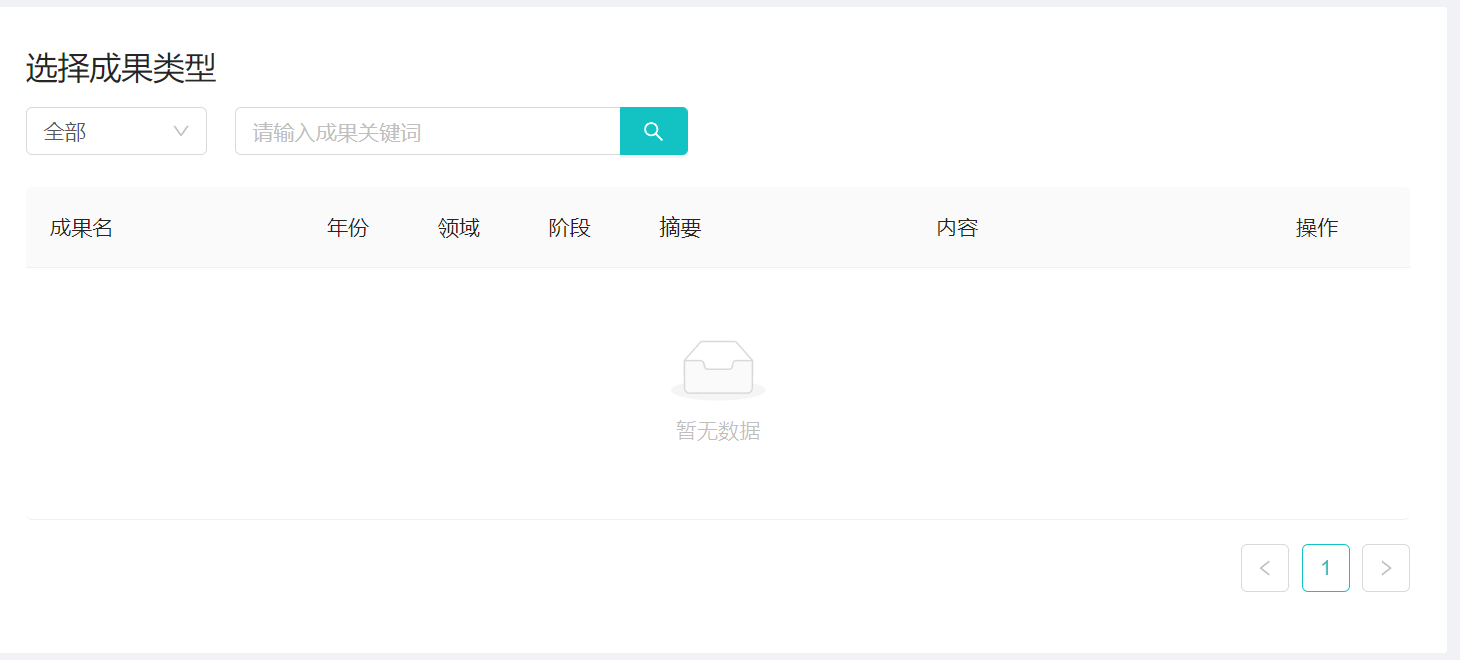 选择成果类型
全部 请输入成果关键词
成果名 年份 领域 阶段 摘要 内容 操作
暂无数据
1